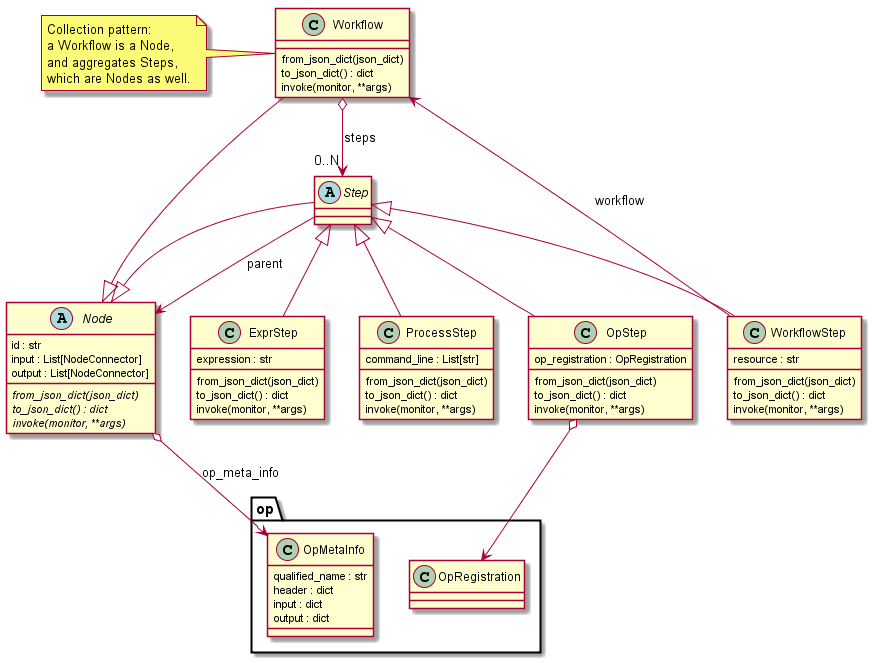 Collection pattern:
a Workflow is a Node,
and aggregates Steps,
which are Nodes as well.
C Workflow
from_json_dict(json_dict)
to_json_dict() : dict
invoke(monitor, **args)
steps
0..N
A Step
workflow
parent
A Node
id : str
input : List[NodeConnector]
output : List[NodeConnector]
from_json_dict(json_dict)
to_json_dict() : dict
invoke(monitor, **args)
C ExprStep
expression : str
from_json_dict(json_dict)
to_json_dict() : dict
invoke(monitor, **args)
C ProcessStep
command_line : List[str]
from_json_dict(json_dict)
to_json_dict() : dict
invoke(monitor, **args)
C OpStep
op_registration : OpRegistration
from_json_dict(json_dict)
to_json_dict() : dict
invoke(monitor, **args)
C WorkflowStep
resource : str
from_json_dict(json_dict)
to_json_dict() : dict
invoke(monitor, **args)
op_meta_info
op
C OpMetaInfo
qualified_name : str
header : dict
input : dict
output : dict
C OpRegistration